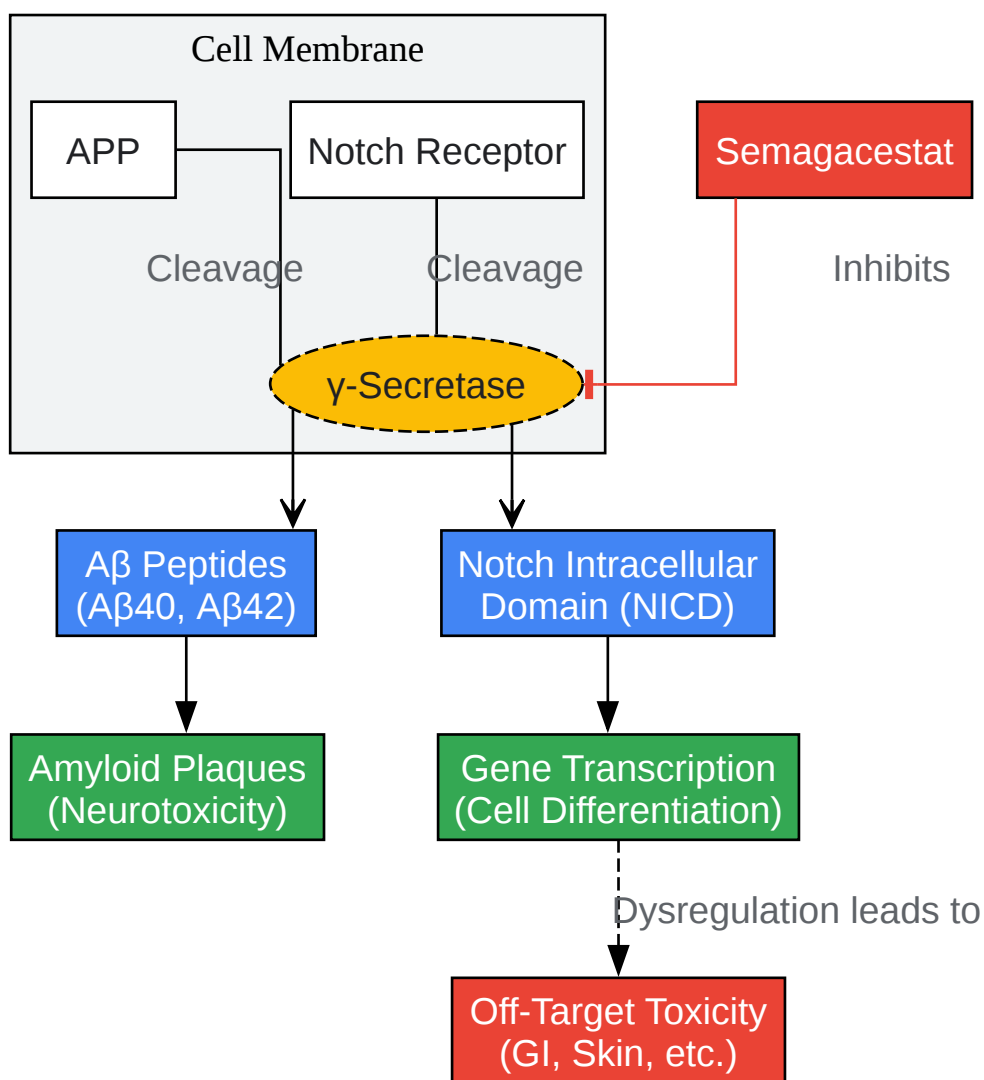 Cell Membrane
APP
Notch Receptor
Semagacestat
Cleavage
Cleavage
Inhibits
γ-Secretase
Aβ Peptides
(Aβ40, Aβ42)
Notch Intracellular
Domain (NICD)
Amyloid Plaques
(Neurotoxicity)
Gene Transcription
(Cell Differentiation)
Dysregulation leads to
Off-Target Toxicity
(GI, Skin, etc.)